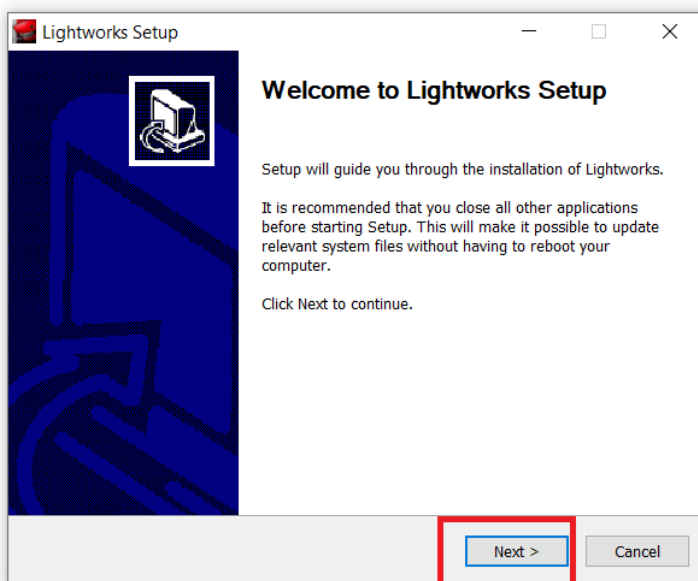 Lightworks Setup
Welcome to Lightworks Setup
Setup will guide you through the installation of Lightworks.
It is recommended that you close all other applications
before starting Setup. This will make it possible to update
relevant system files without having to reboot your
computer.
Click Next to continue.
Next >
Cancel